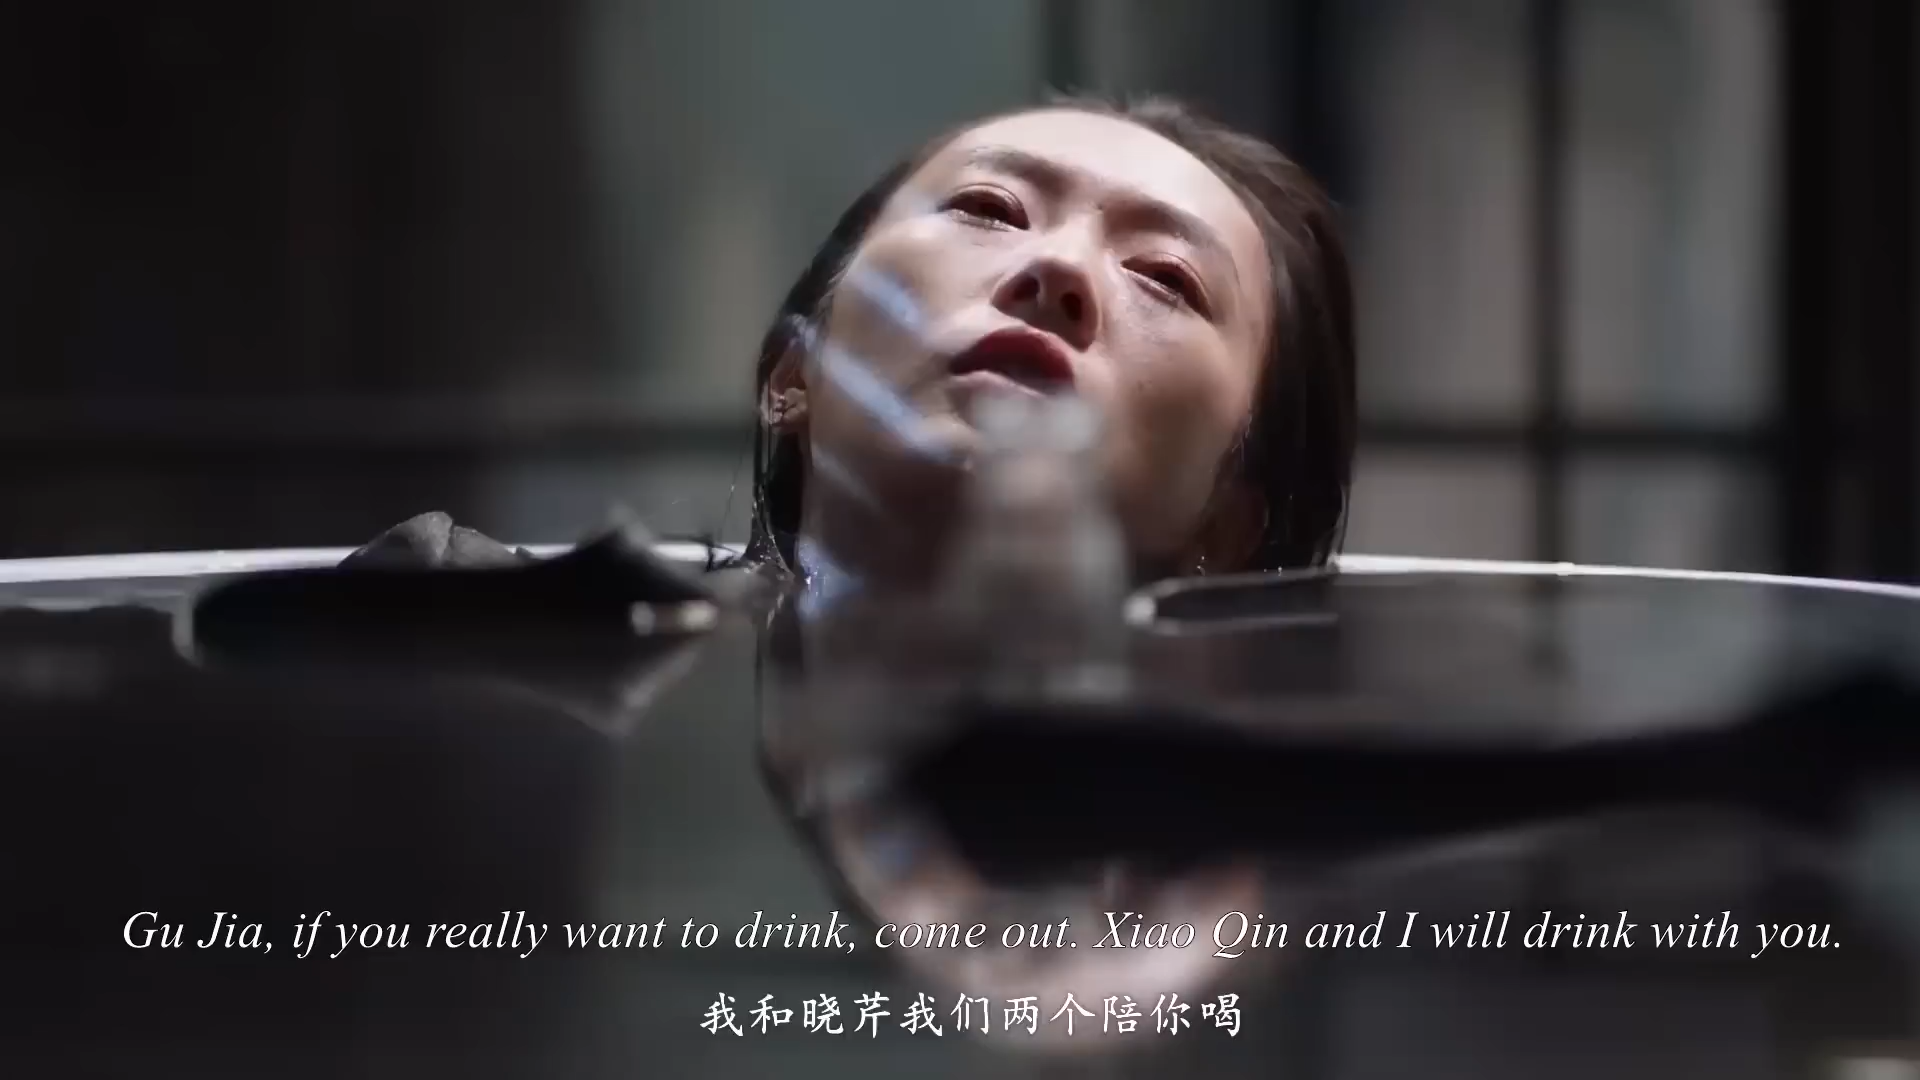 Gu Jia, if you really want to drink, come out. Xiao Qin and I will drink with you.
我和晓芹我们两个陪你喝